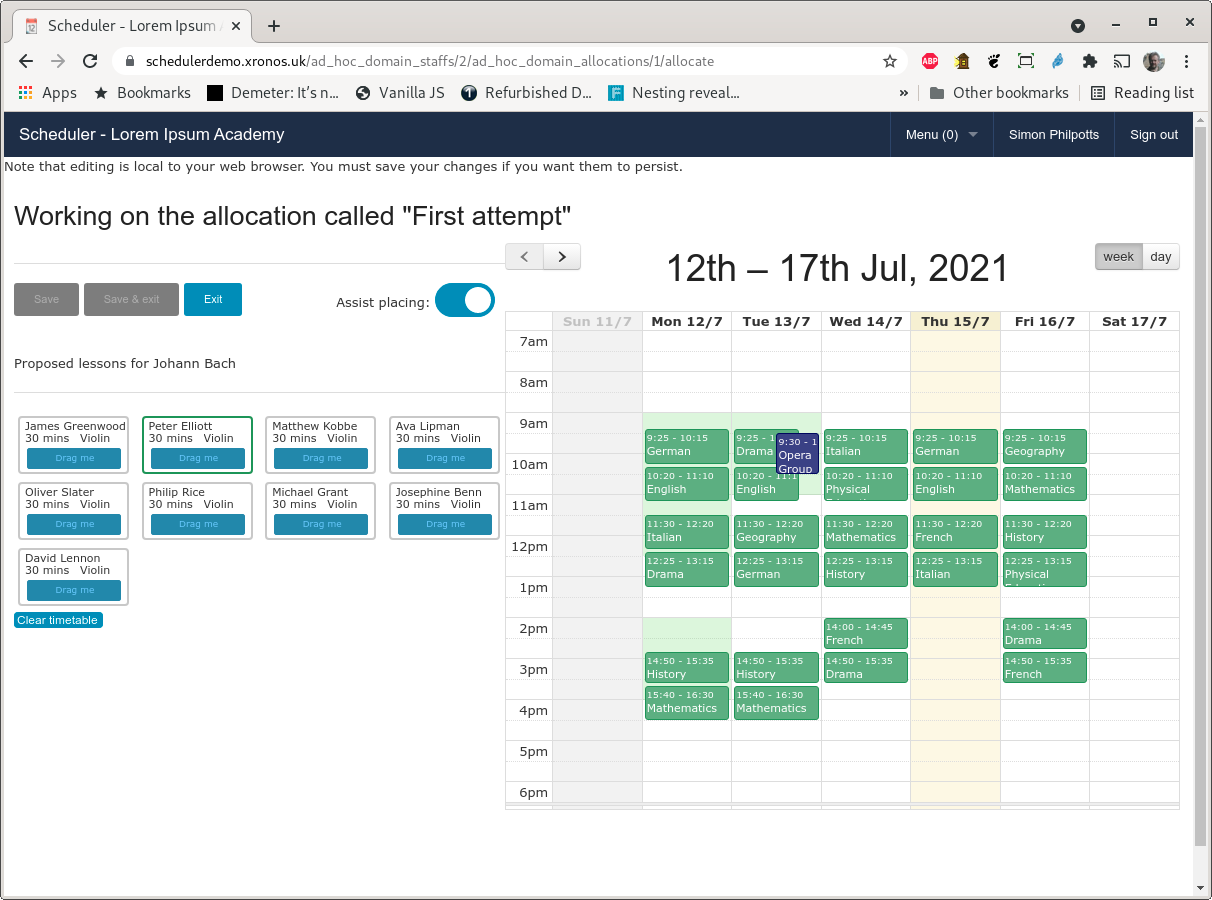 Scheduler - Lorem Ipsum A
schedulerdemo.xronos.uk/ad_hoc_domain_staffs/2/ad_hoc_domain_allocations/1/allocate
ABP
Apps
Bookmarks
Demeter: It's n...
Vanilla JS
Refurbished D...
Nesting reveal...
»
Other bookmarks
Reading list
Scheduler - Lorem Ipsum Academy
Menu (0)
Simon Philpotts
Sign out
Note that editing is local to your web browser. You must save your changes if you want them to persist.
Working on the allocation called "First attempt"
Save
Save & exit
Exit
Assist placing:
Proposed lessons for Johann Bach
James Greenwood
30 mins Violin
Drag me
Peter Elliott
30 mins Violin
Drag me
Matthew Kobbe
30 mins Violin
Drag me
Ava Lipman
30 mins Violin
Drag me
Oliver Slater
30 mins Violin
Drag me
Philip Rice
30 mins Violin
Drag me
Michael Grant
30 mins Violin
Drag me
Josephine Benn
30 mins Violin
Drag me
David Lennon
30 mins Violin
Drag me
Clear timetable
12th – 17th Jul, 2021
week
day
Sun 11/7
Mon 12/7
Tue 13/7
Wed 14/7
Thu 15/7
Fri 16/7
Sat 17/7
7am
8am
9am
10am
11am
12pm
1pm
2pm
3pm
4pm
5pm
6pm
9:25 - 10:15
German
10:20 - 11:10
English
11:30 - 12:20
Italian
12:25 - 13:15
Drama
14:50 - 15:35
History
15:40 - 16:30
Mathematics
9:25 - 1
Drama
9:30 - 1
Opera
Group
10:20 - 11:1
English
11:30 - 12:20
Geography
12:25 - 13:15
German
14:50 - 15:35
History
15:40 - 16:30
Mathematics
9:25 - 10:15
Italian
10:20 - 11:10
Physical
11:30 - 12:20
Mathematics
12:25 - 13:15
History
14:00 - 14:45
French
14:50 - 15:35
Drama
9:25 - 10:15
German
10:20 - 11:10
English
11:30 - 12:20
French
12:25 - 13:15
Italian
9:25 - 10:15
Geography
10:20 - 11:10
Mathematics
11:30 - 12:20
History
12:25 - 13:15
Physical
14:00 - 14:45
Drama
14:50 - 15:35
French